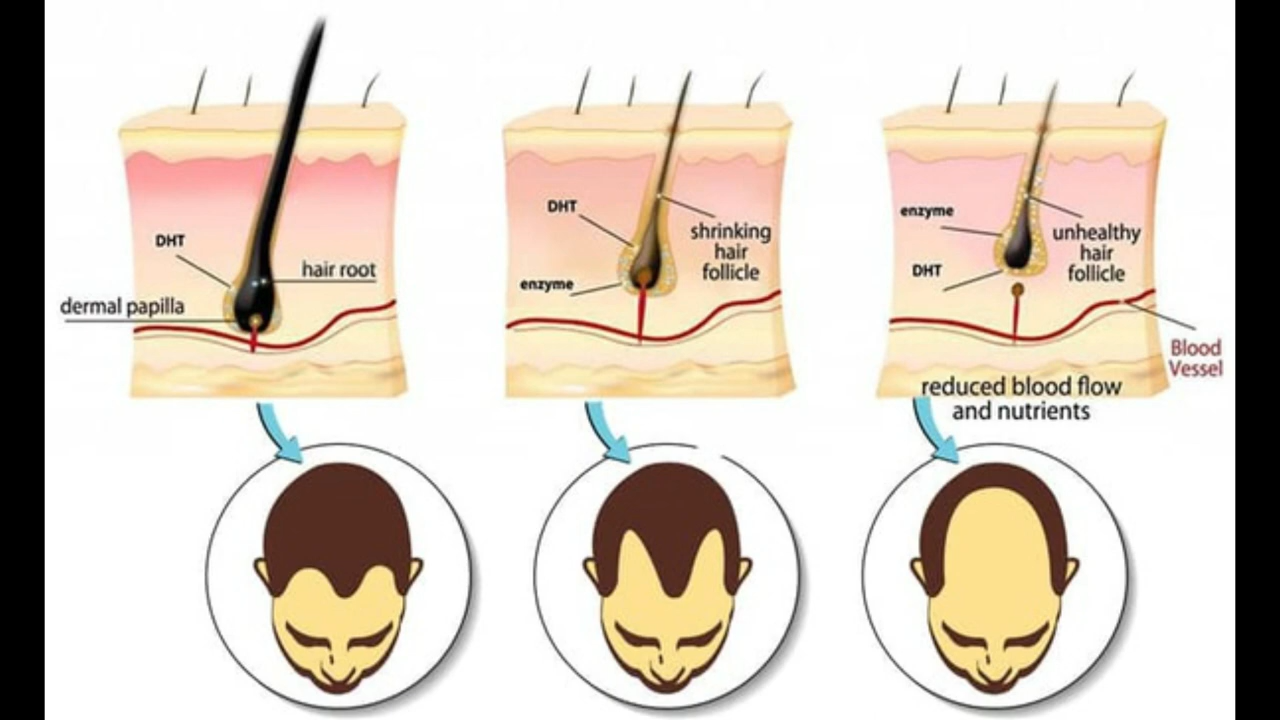 DHT
hair root
dermal papilla
DHT
shrinking
hair
follicle
enzyme
enzyme
unhealthy
hair
follicle
DHT
Blood
Vessel
reduced blood flow
and nutrients